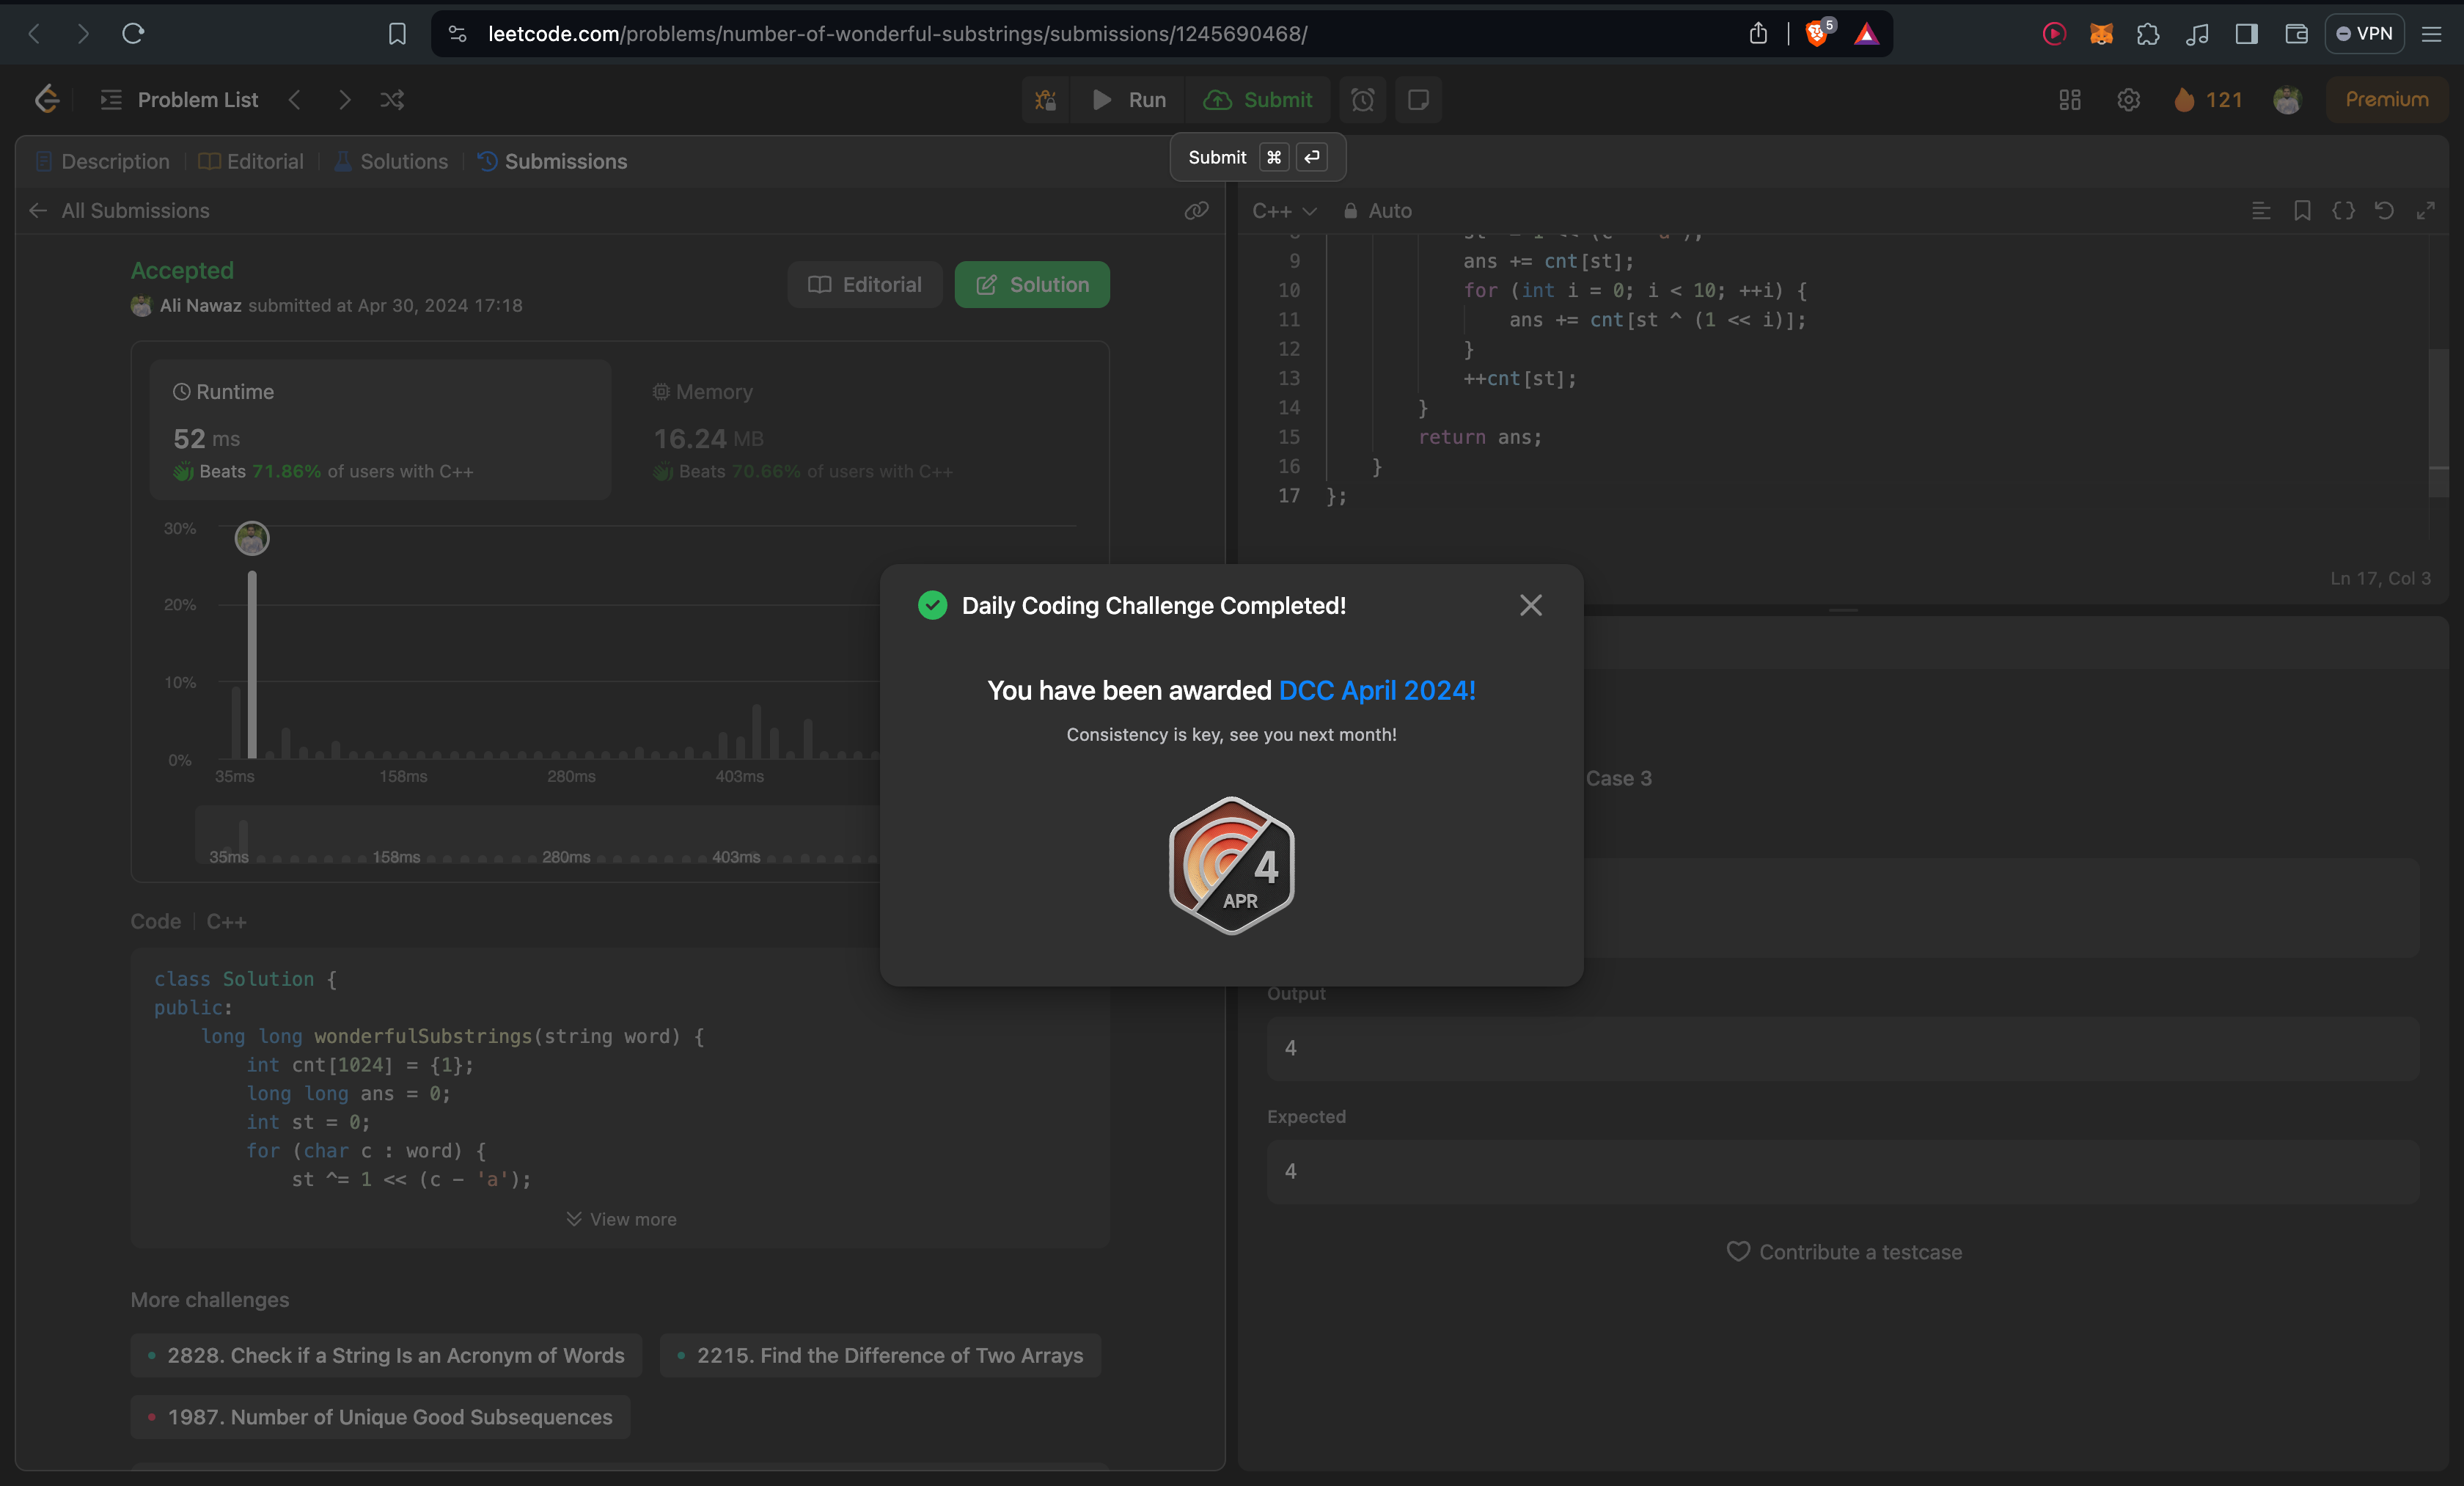 leetcode.com/problems/number-of-wonderful-substrings/submissions/1245690468/
5
VPN
Problem List
Run
Submit
121
Premium
Submit ⌘ ↵
Description
Editorial
Solutions
Submissions
All Submissions
Accepted
Ali Nawaz submitted at Apr 30, 2024 17:18
Editorial
Solution
Runtime
52 ms
Beats 71.86% of users with C++
Memory
16.24 MB
Beats 70.66% of users with C++
30%
20%
10%
0%
35ms 158ms 280ms 403ms
35ms 158ms 280ms 403ms
Code | C++
class Solution {
public:
    long long wonderfulSubstrings(string word) {
        int cnt[1024] = {1};
        long long ans = 0;
        int st = 0;
        for (char c : word) {
            st ^= 1 << (c - 'a');
View more
More challenges
2828. Check if a String Is an Acronym of Words
2215. Find the Difference of Two Arrays
1987. Number of Unique Good Subsequences
C++
Auto
9 ans += cnt[st];
10 for (int i = 0; i < 10; ++i) {
11 ans += cnt[st ^ (1 << i)];
12 }
13 ++cnt[st];
14 }
15 return ans;
16 }
17 };
Ln 17, Col 3
Daily Coding Challenge Completed!
You have been awarded DCC April 2024!
Consistency is key, see you next month!
4
APR
Case 3
Output
4
Expected
4
Contribute a testcase